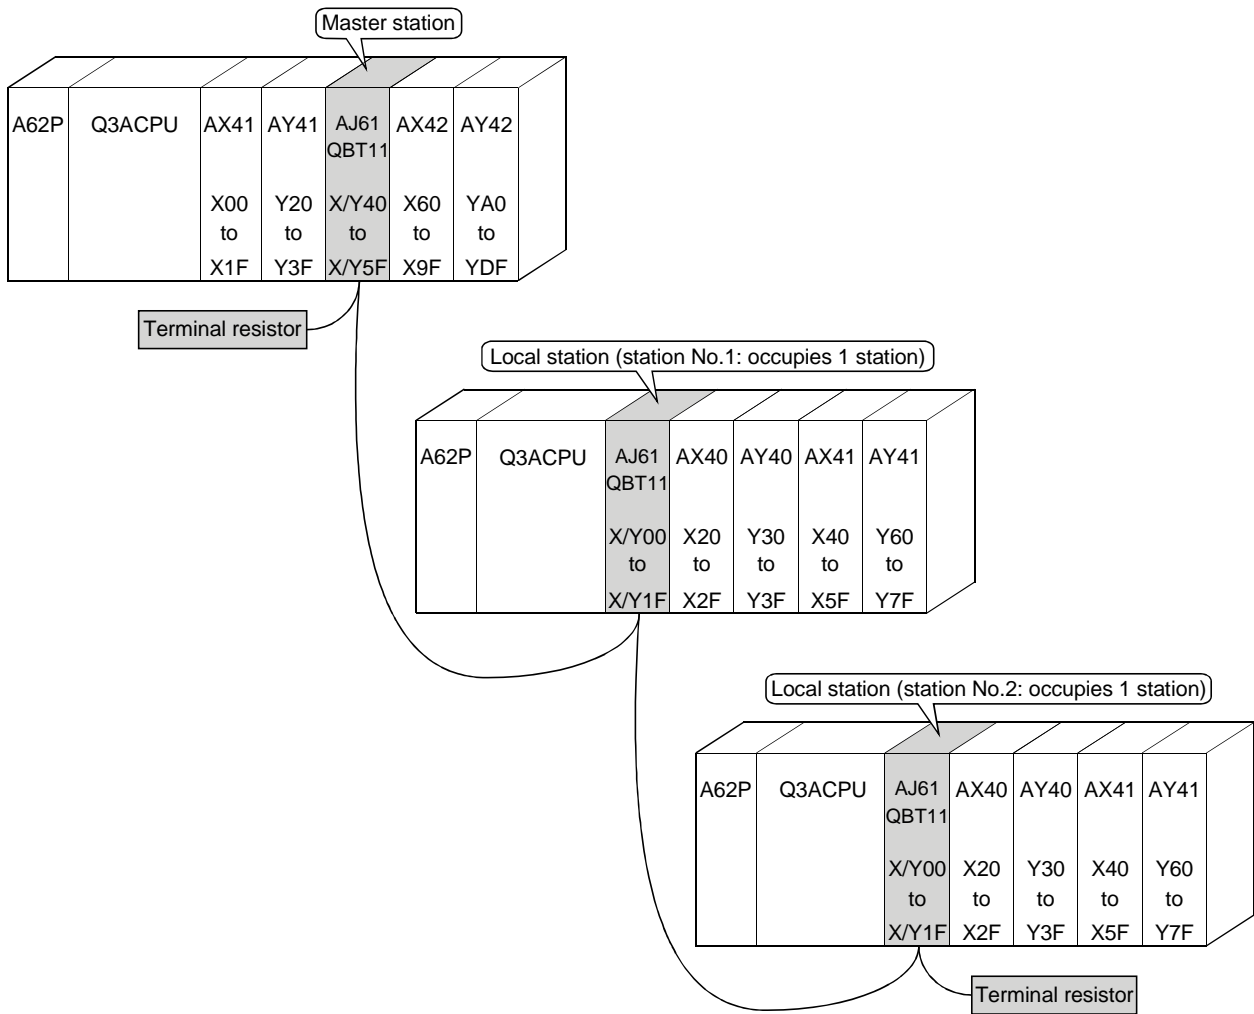 Master station
A62P Q3ACPU AX41 AY41 AJ61 AX42 AY42
QBT11
X00 Y20 X/Y40 X60 YA0
to to to to to
X1F Y3F X/Y5F X9F YDF
Terminal resistor
Local station (station No.1: occupies 1 station)
A62P Q3ACPU AJ61 AX40 AY40 AX41 AY41
QBT11
X/Y00 X20 Y30 X40 Y60
to to to to to
X/Y1F X2F Y3F X5F Y7F
Local station (station No.2: occupies 1 station)
A62P Q3ACPU AJ61 AX40 AY40 AX41 AY41
QBT11
X/Y00 X20 Y30 X40 Y60
to to to to to
X/Y1F X2F Y3F X5F Y7F
Terminal resistor